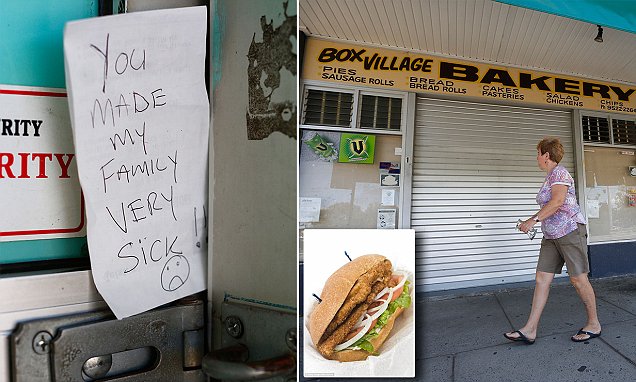 You
MADE
my
FAMILY
VERY
SICK !!
URITY
RITY
BOX VILLAGE BAKERY
PIES
SAUSAGE ROLLS
BREAD
BREAD ROLLS
CAKES
PASTERIES
SALAD
CHICKENS
CHIPS
V